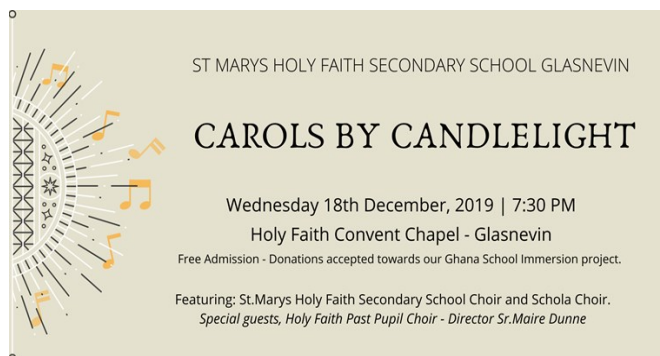 ST MARYS HOLY FAITH SECONDARY SCHOOL GLASNEVIN
CAROLS BY CANDLELIGHT
Wednesday 18th December, 2019 | 7:30 PM
Holy Faith Convent Chapel - Glasnevin
Free Admission - Donations accepted towards our Ghana School Immersion project.
Featuring: St.Marys Holy Faith Secondary School Choir and Schola Choir.
Special guests, Holy Faith Past Pupil Choir - Director Sr.Maire Dunne